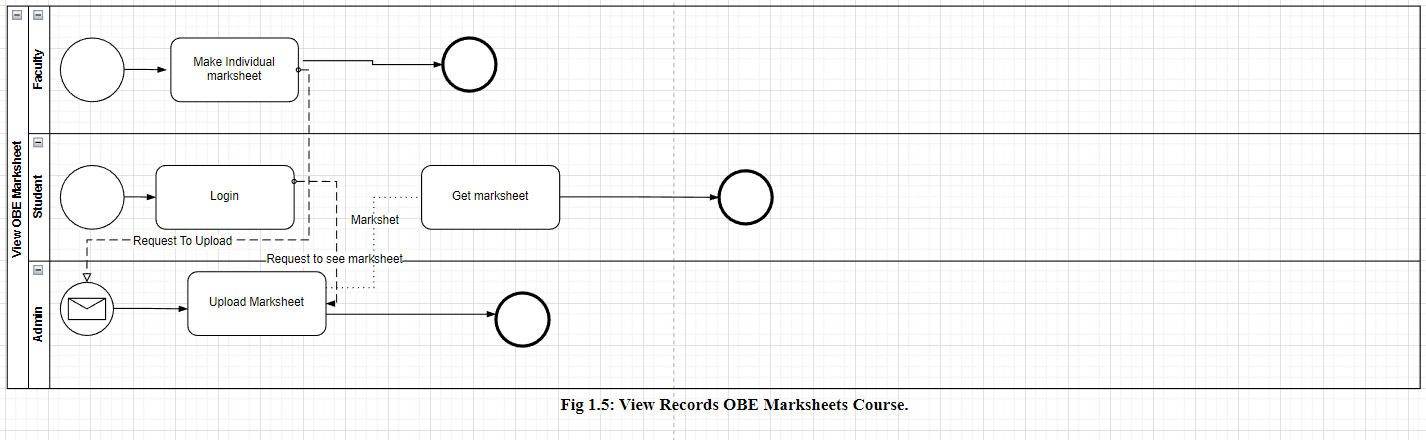 View OBE Marksheet
Faculty
Make Individual
marksheet
Student
Login
Get marksheet
Markshet
Request To Upload
Request to see marksheet
Admin
Upload Marksheet
Fig 1.5: View Records OBE Marksheets Course.